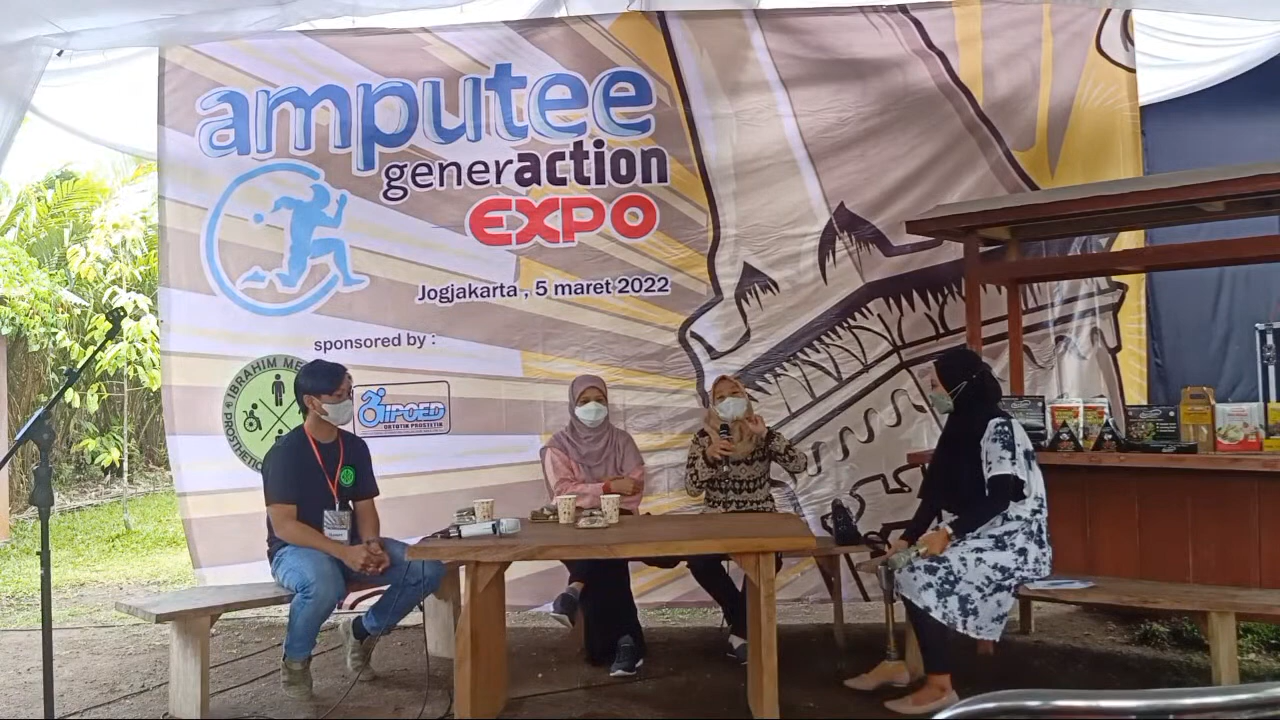 amputee
generaction
EXPO
Jogjakarta , 5 maret 2022
sponsored by :
IBRAHIM ME
PROSTHETIC
IPOED
ORTOTIK PROSTETIK